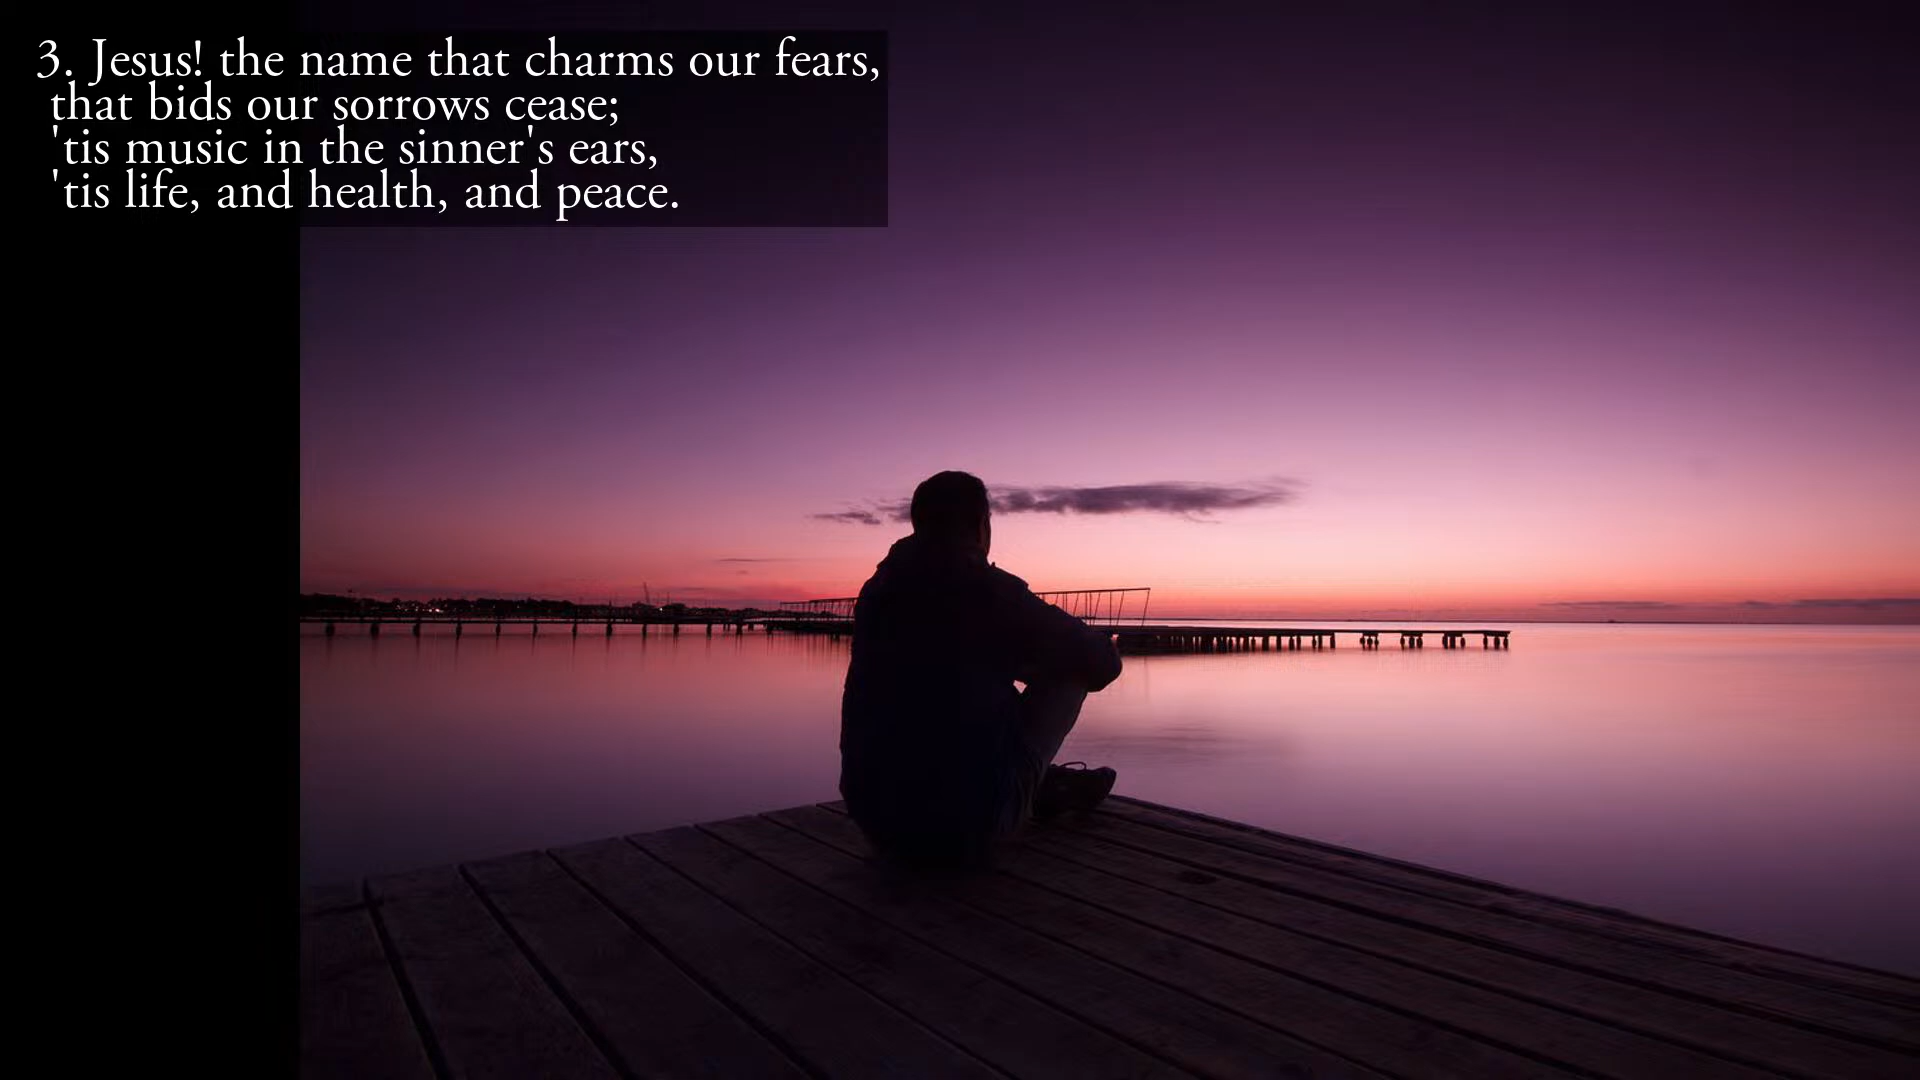 3. Jesus! the name that charms our fears,
that bids our sorrows cease;
'tis music in the sinner's ears,
'tis life, and health, and peace.